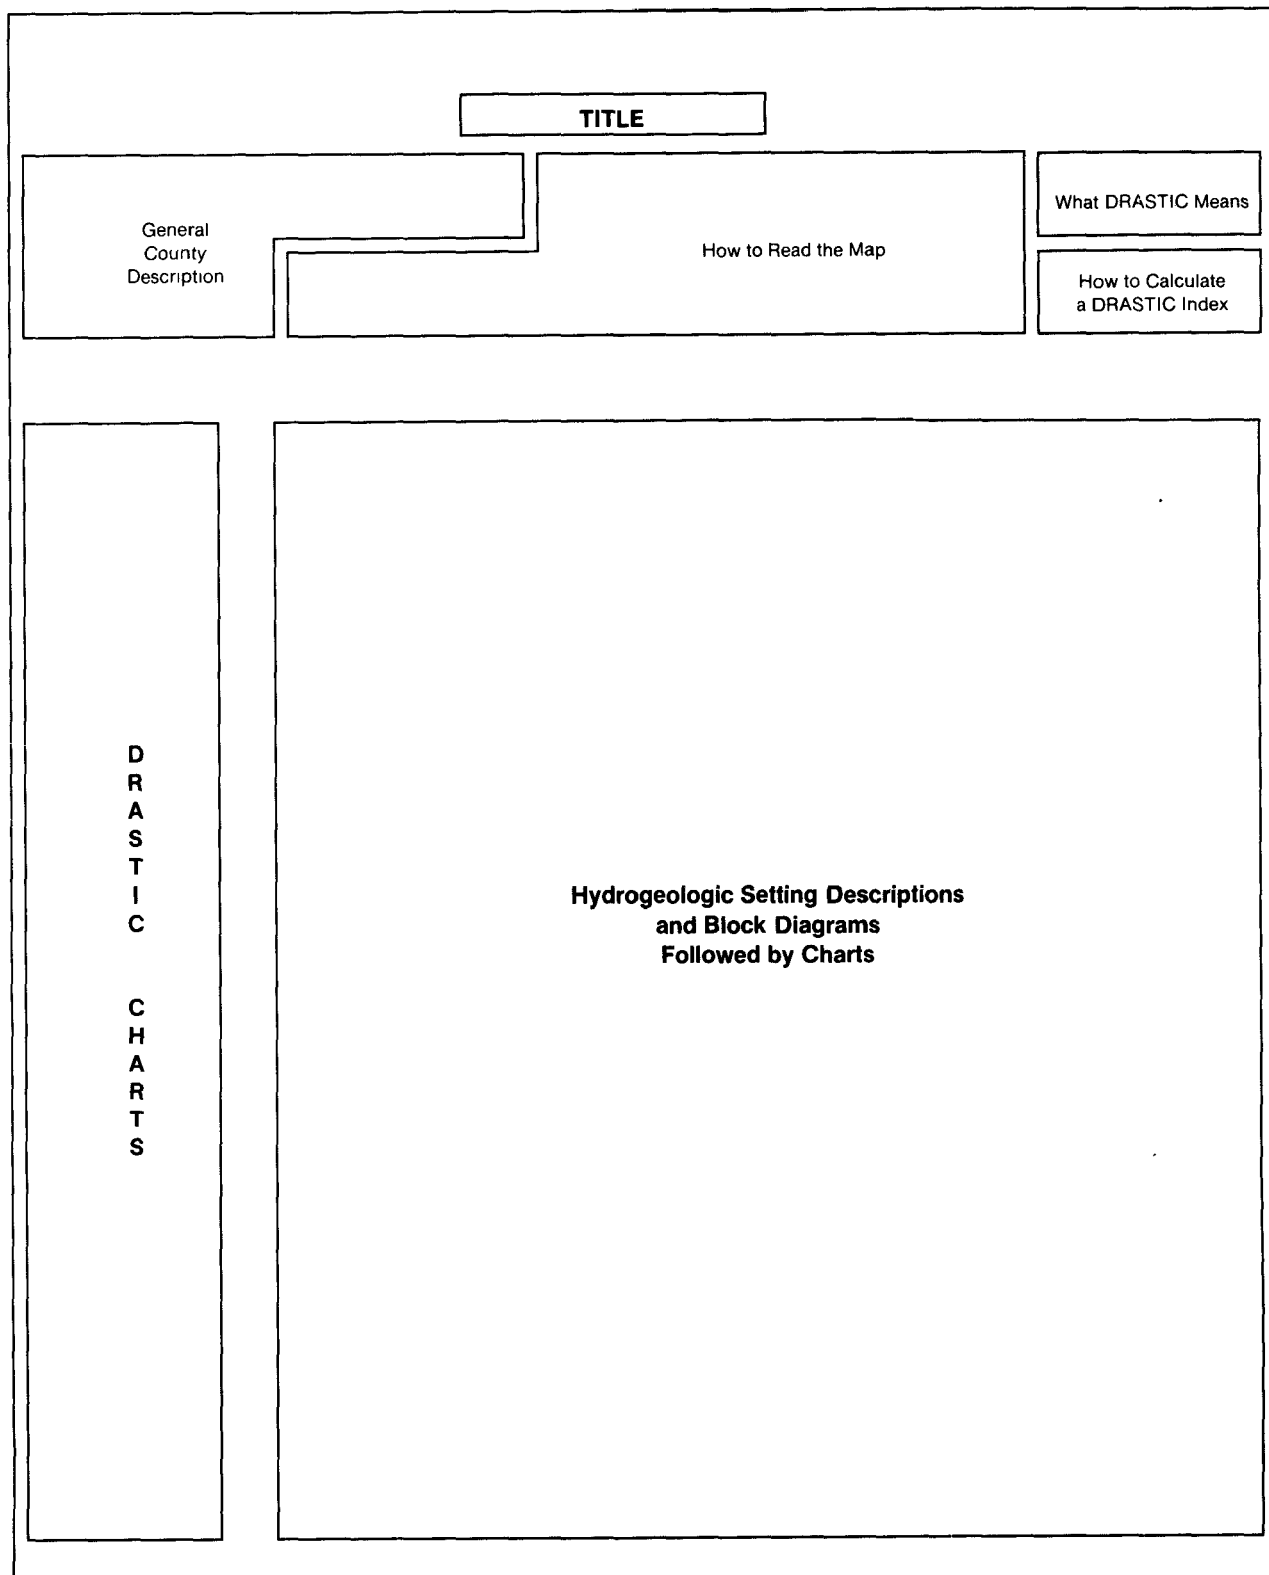 TITLE
General
County
Description
How to Read the Map
What DRASTIC Means
How to Calculate
a DRASTIC Index
D
R
A
S
T
I
C
C
H
A
R
T
S
Hydrogeologic Setting Descriptions
and Block Diagrams
Followed by Charts